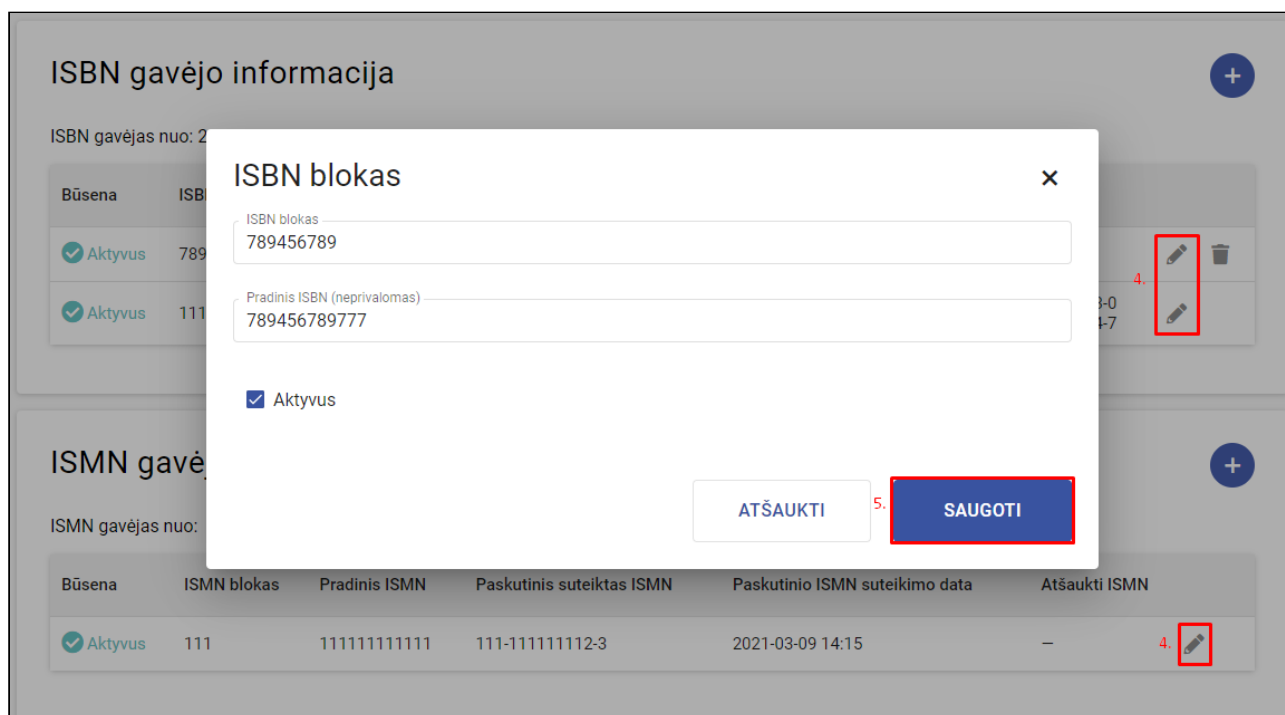 ISBN gavėjo informacija
ISBN gavėjas nuo: 2
Būsena ISB
Aktyvus 789
4.
Aktyvus 111 3-0
4-7
ISBN blokas
ISBN blokas
789456789
Pradinis ISBN (neprivalomas)
789456789777
Aktyvus
ATŠAUKTI 5. SAUGOTI
ISMN gavėj
ISMN gavėjas nuo:
Būsena ISMN blokas Pradinis ISMN Paskutinis suteiktas ISMN Paskutinio ISMN suteikimo data Atšaukti ISMN
Aktyvus 111 111111111111 111-111111112-3 2021-03-09 14:15 — 4.